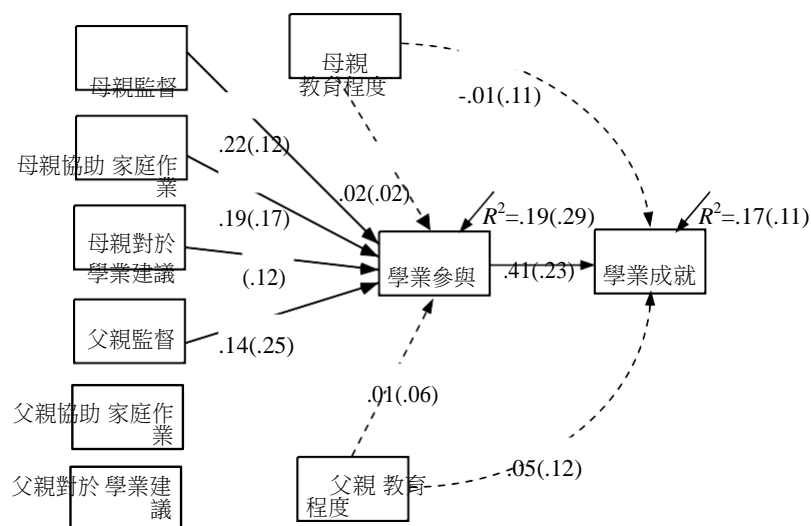 母親監督
母親協助 家庭作
業
母親對於
學業建議
父親監督
父親協助 家庭作
業
父親對於 學業建
議
母親
教育程度
-.01(.11)
.22(.12)
.02(.02)
.19(.17)
R²=.19(.29)
R²=.17(.11)
(.12)
學業參與
.41(.23)
學業成就
.14(.25)
.01(.06)
.05(.12)
父親 教育
程度